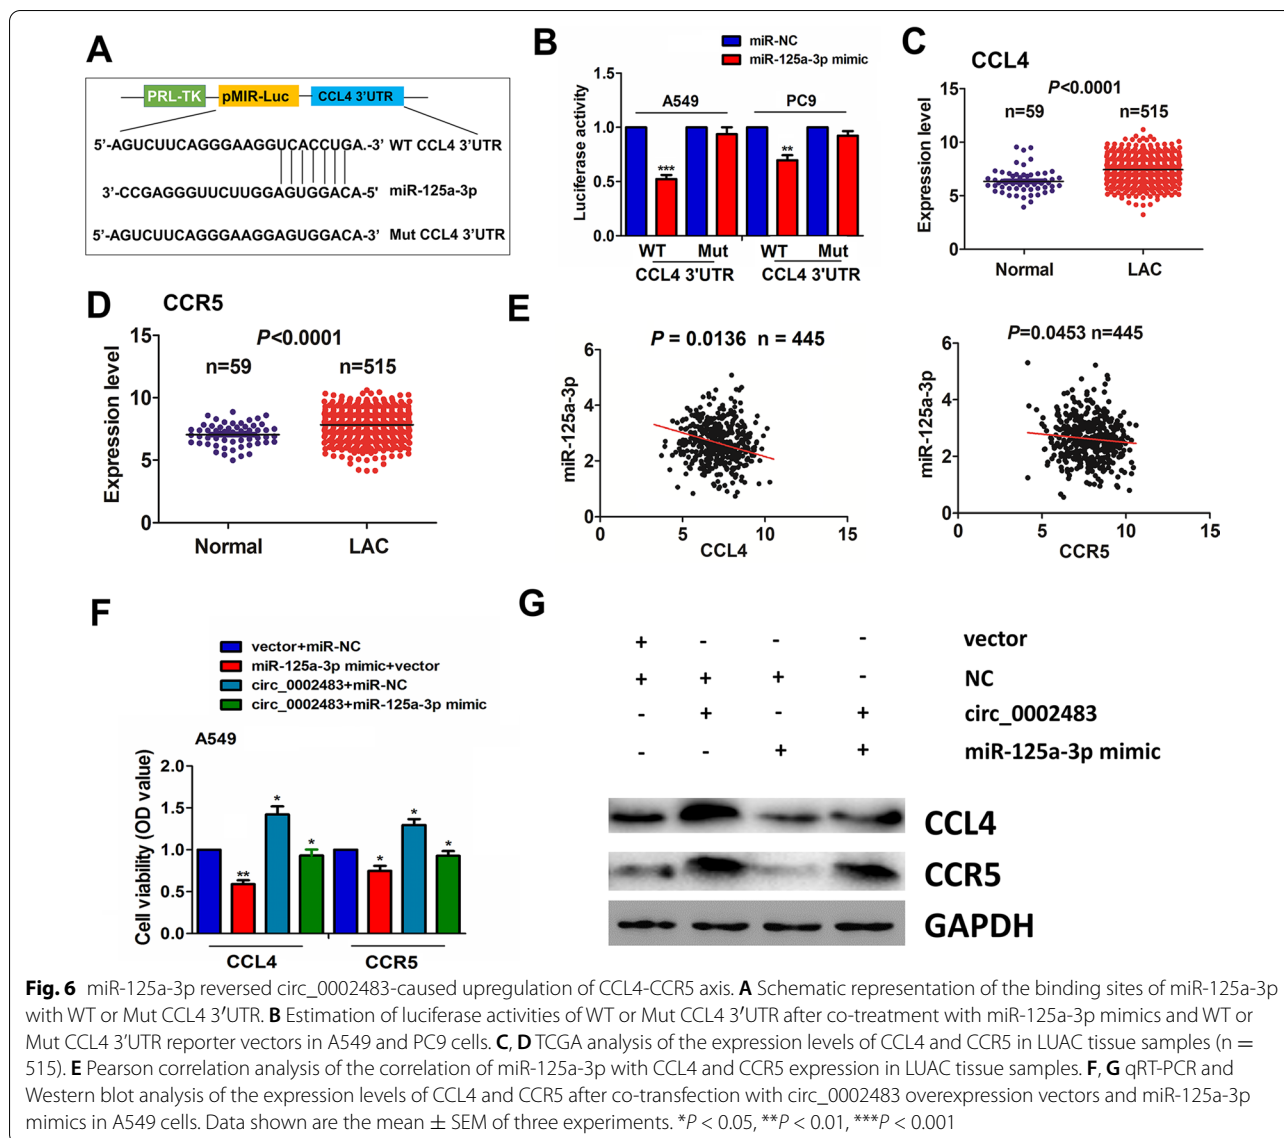 A
PRL-TK pMIR-Luc CCL4 3'UTR
5'-AGUCUUCAGGGAAGGUCACCUGA.-3' WT CCL4 3'UTR
3'-CCGAGGGUUCUUGGAGUGGACA-5' miR-125a-3p
5'-AGUCUUCAGGGAAGGAGUGGACA-3' Mut CCL4 3'UTR
B
miR-NC
miR-125a-3p mimic
Luciferase activity
1.5
1.0
0.5
0.0
A549 PC9
*** **
WT Mut WT Mut
CCL4 3'UTR CCL4 3'UTR
C
CCL4
P<0.0001
n=59 n=515
Expression level
15
10
5
0
Normal LAC
D
CCR5
P<0.0001
n=59 n=515
Expression level
15
10
5
0
Normal LAC
E
P = 0.0136 n = 445
miR-125a-3p
6
4
2
0
0 5 10 15
CCL4
P=0.0453 n=445
miR-125a-3p
6
4
2
0
0 5 10 15
CCR5
F
vector+miR-NC
miR-125a-3p mimic+vector
circ_0002483+miR-NC
circ_0002483+miR-125a-3p mimic
A549
Cell viability (OD value)
2.0
1.5
1.0
0.5
0.0
** * * * * *
CCL4 CCR5
G
+ - - - vector
+ + + - NC
- + - + circ_0002483
- - + + miR-125a-3p mimic
CCL4
CCR5
GAPDH
Fig. 6 miR-125a-3p reversed circ_0002483-caused upregulation of CCL4-CCR5 axis. A Schematic representation of the binding sites of miR-125a-3p
with WT or Mut CCL4 3′UTR. B Estimation of luciferase activities of WT or Mut CCL4 3′UTR after co-treatment with miR-125a-3p mimics and WT or
Mut CCL4 3′UTR reporter vectors in A549 and PC9 cells. C, D TCGA analysis of the expression levels of CCL4 and CCR5 in LUAC tissue samples (n =
515). E Pearson correlation analysis of the correlation of miR-125a-3p with CCL4 and CCR5 expression in LUAC tissue samples. F, G qRT-PCR and
Western blot analysis of the expression levels of CCL4 and CCR5 after co-transfection with circ_0002483 overexpression vectors and miR-125a-3p
mimics in A549 cells. Data shown are the mean ± SEM of three experiments. *P < 0.05, **P < 0.01, ***P < 0.001